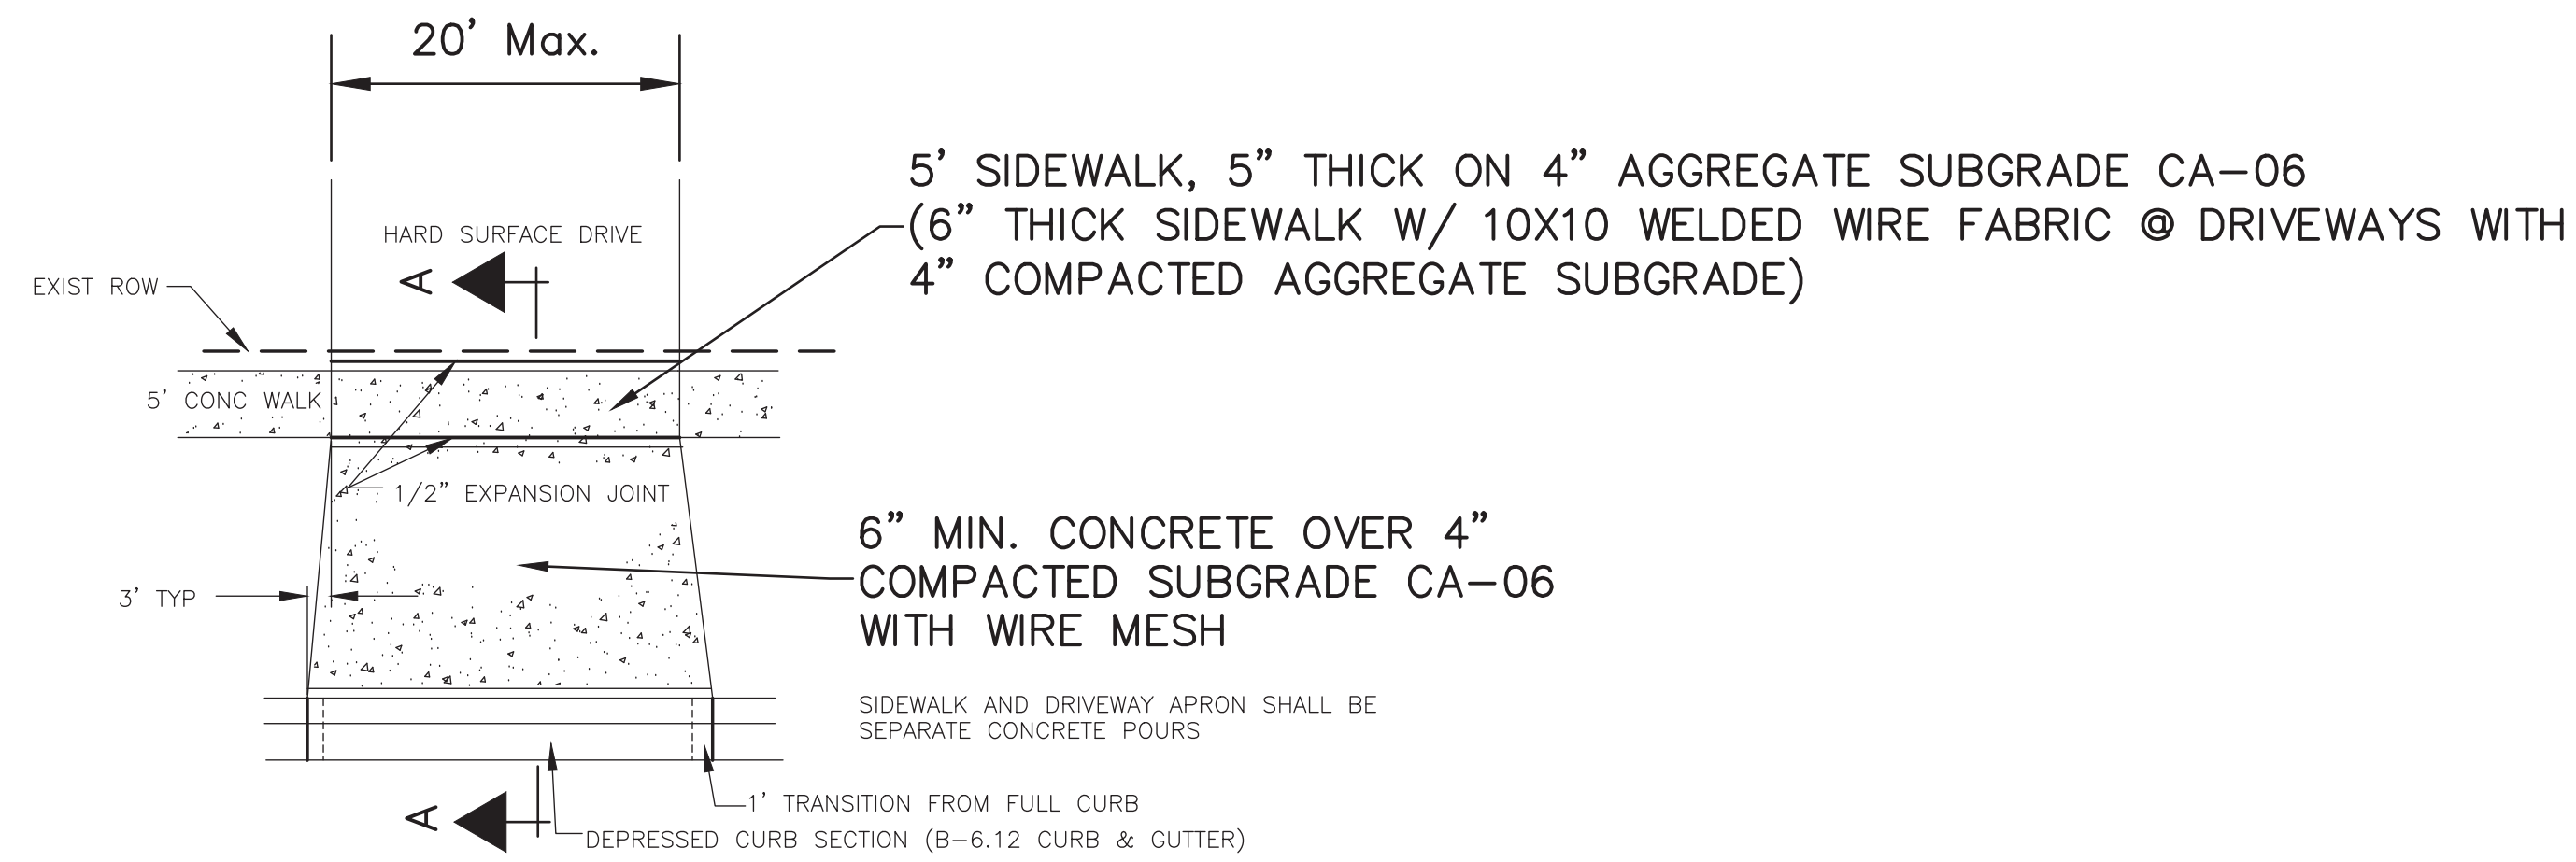 20' Max.
5' SIDEWALK, 5" THICK ON 4" AGGREGATE SUBGRADE CA-06
(6" THICK SIDEWALK W/ 10X10 WELDED WIRE FABRIC @ DRIVEWAYS WITH
4" COMPACTED AGGREGATE SUBGRADE)
HARD SURFACE DRIVE
A
EXIST ROW
5' CONC WALK
1/2" EXPANSION JOINT
6" MIN. CONCRETE OVER 4"
COMPACTED SUBGRADE CA-06
WITH WIRE MESH
3' TYP
SIDEWALK AND DRIVEWAY APRON SHALL BE
SEPARATE CONCRETE POURS
1' TRANSITION FROM FULL CURB
A
DEPRESSED CURB SECTION (B-6.12 CURB & GUTTER)